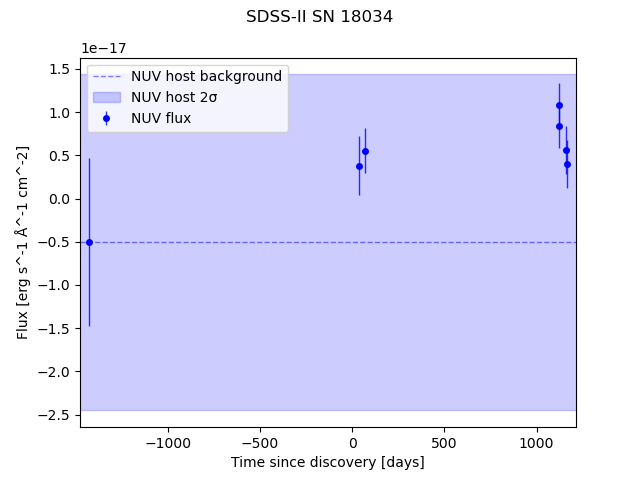 SDSS-II SN 18034
1e−17
NUV host background
NUV host 2σ
NUV flux
1.5
1.0
0.5
0.0
−0.5
−1.0
−1.5
−2.0
−2.5
Flux [erg s^-1 Å^-1 cm^-2]
−1000
−500
0
500
1000
Time since discovery [days]